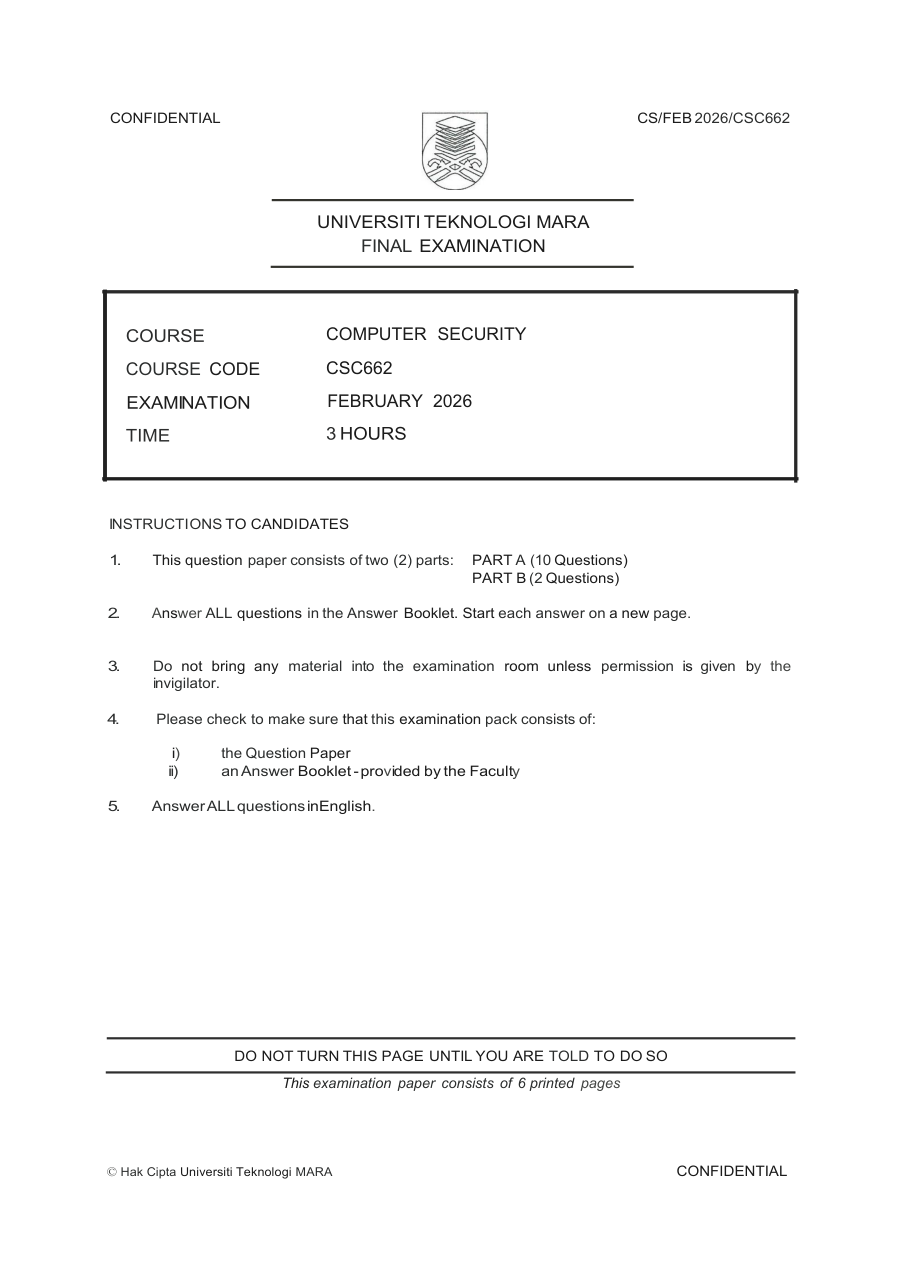 CONFIDENTIAL CS/FEB 2026/CSC662
UNIVERSITI TEKNOLOGI MARA
FINAL EXAMINATION
COURSE COMPUTER SECURITY
COURSE CODE CSC662
EXAMINATION FEBRUARY 2026
TIME 3 HOURS
INSTRUCTIONS TO CANDIDATES
1. This question paper consists of two (2) parts: PART A (10 Questions)
PART B (2 Questions)
2. Answer ALL questions in the Answer Booklet. Start each answer on a new page.
3. Do not bring any material into the examination room unless permission is given by the
invigilator.
4. Please check to make sure that this examination pack consists of:
i) the Question Paper
ii) an Answer Booklet - provided by the Faculty
5. Answer ALL questions in English.
DO NOT TURN THIS PAGE UNTIL YOU ARE TOLD TO DO SO
This examination paper consists of 6 printed pages
© Hak Cipta Universiti Teknologi MARA CONFIDENTIAL